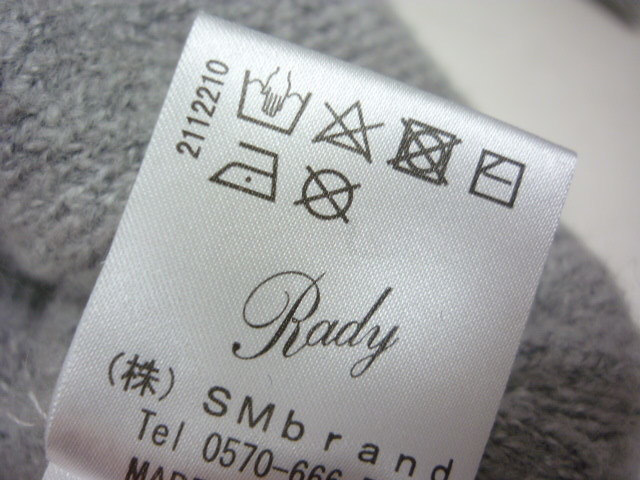 2112210
Rady
(株) SMbrand
Tel 0570-666-